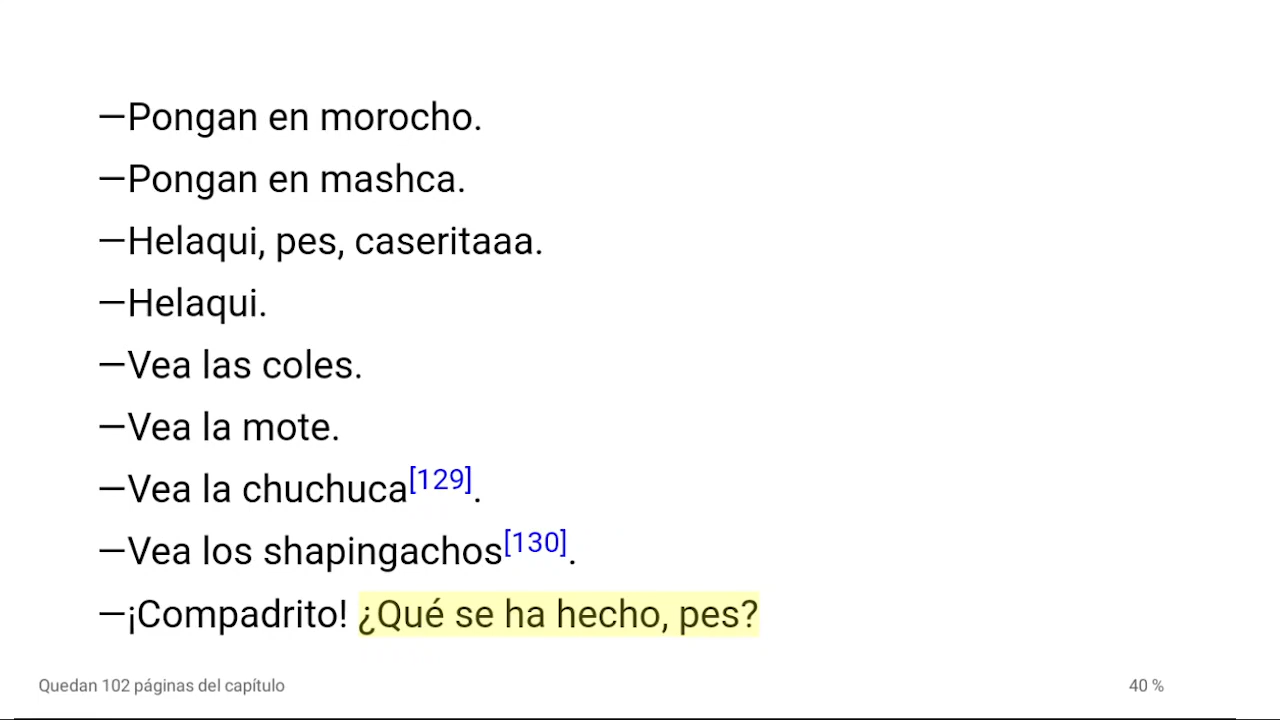 —Pongan en morocho.
—Pongan en mashca.
—Helaqui, pes, caseritaaa.
—Helaqui.
—Vea las coles.
—Vea la mote.
—Vea la chuchuca[129].
—Vea los shapingachos[130].
—¡Compadrito! ¿Qué se ha hecho, pes?
Quedan 102 páginas del capítulo 40 %